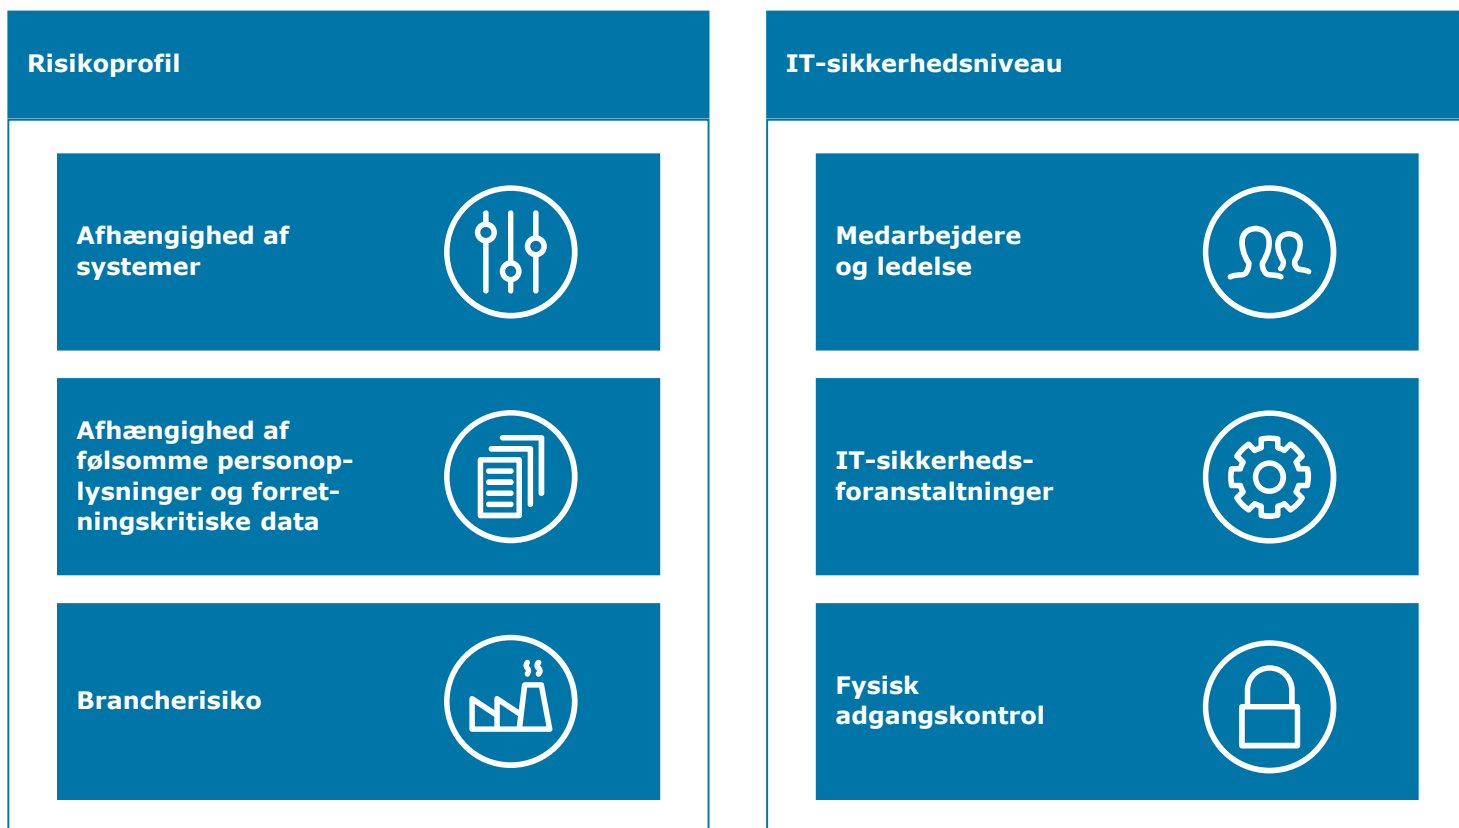 Risikoprofil
Afhængighed af
systemer
Afhængighed af
følsomme personop-
lysninger og forret-
ningskritiske data
Brancherisiko
IT-sikkerhedsniveau
Medarbejdere
og ledelse
IT-sikkerheds-
foranstaltninger
Fysisk
adgangskontrol